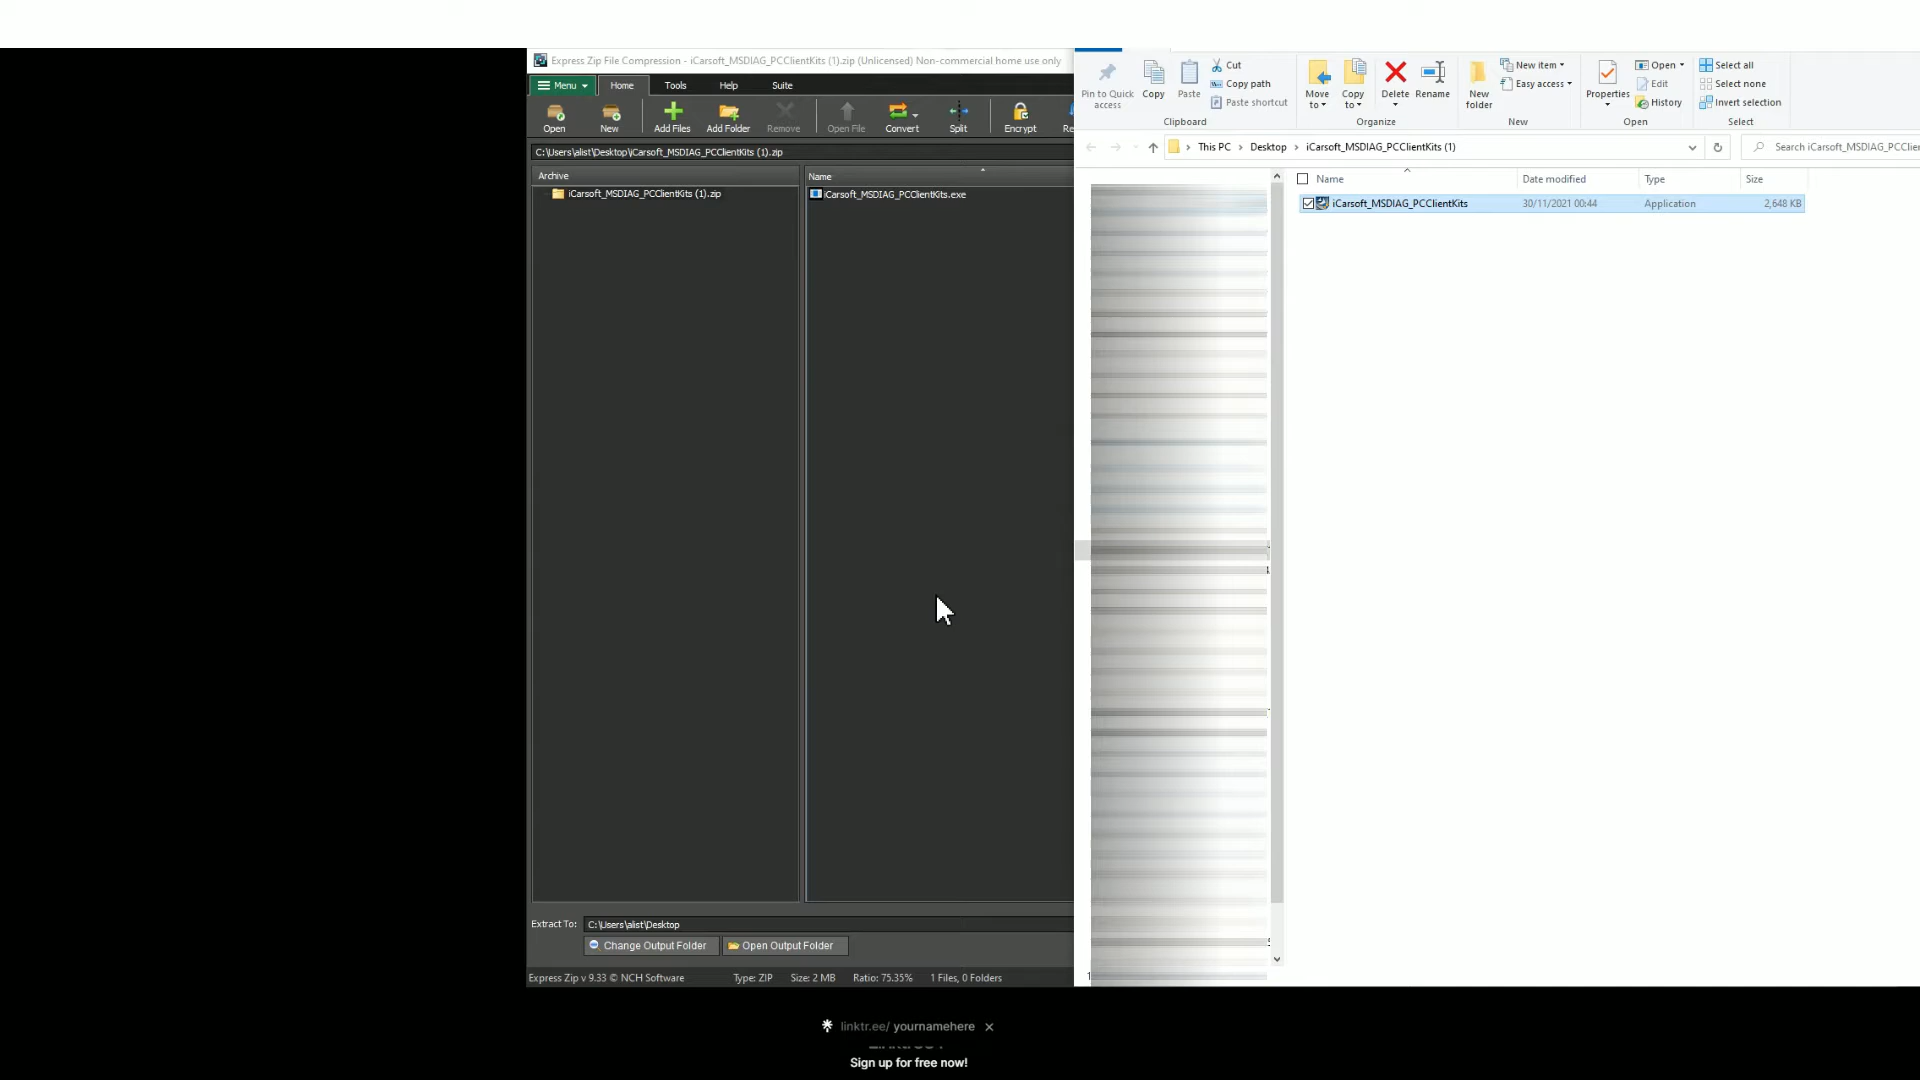 Express Zip File Compression - iCarsoft_MSDIAG_PCClientKits (1).zip (Unlicensed) Non-commercial home use only
Menu Home Tools Help Suite
Open New Add Files Add Folder Remove Open File Convert Split Encrypt
C:\Users\alist\Desktop\iCarsoft_MSDIAG_PCClientKits (1).zip
Archive
iCarsoft_MSDIAG_PCClientKits (1).zip
Name
iCarsoft_MSDIAG_PCClientKits.exe
Extract To: C:\Users\alist\Desktop
Change Output Folder Open Output Folder
Express Zip v 9.33 © NCH Software Type: ZIP Size: 2 MB Ratio: 75.35% 1 Files, 0 Folders
Pin to Quick access
Copy
Paste
Cut
Copy path
Paste shortcut
Clipboard
Move to
Copy to
Delete
Rename
Organize
New folder
New item
Easy access
New
Properties
Open
Edit
History
Open
Select all
Select none
Invert selection
Select
This PC Desktop iCarsoft_MSDIAG_PCClientKits (1)
Search iCarsoft_MSDIAG_PCClie
Name Date modified Type Size
iCarsoft_MSDIAG_PCClientKits 30/11/2021 00:44 Application 2,648 KB
linktr.ee/ yournamehere
Sign up for free now!